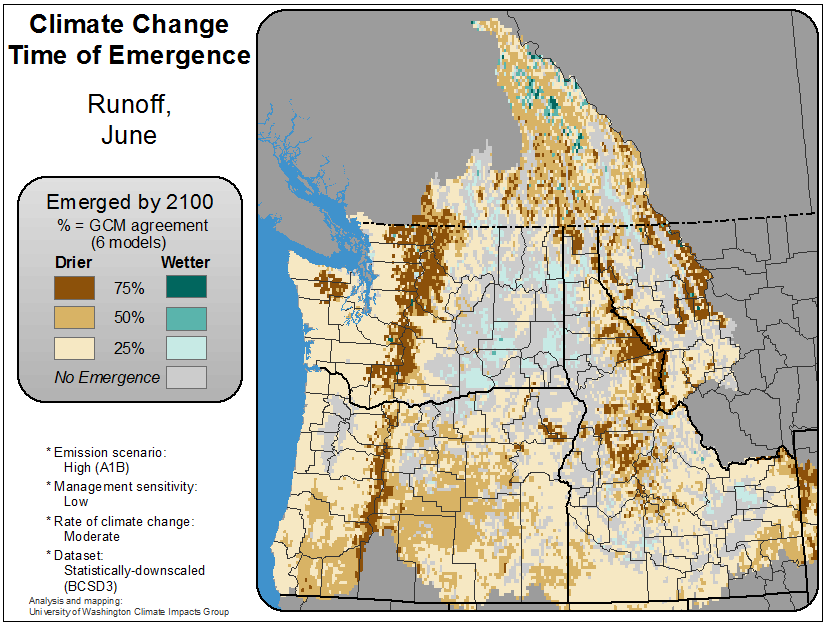 Climate Change
Time of Emergence
Runoff,
June
Emerged by 2100
% = GCM agreement
(6 models)
Drier Wetter
75%
50%
25%
No Emergence
* Emission scenario:
High (A1B)
* Management sensitivity:
Low
* Rate of climate change:
Moderate
* Dataset:
Statistically-downscaled
(BCSD3)
Analysis and mapping:
University of Washington Climate Impacts Group